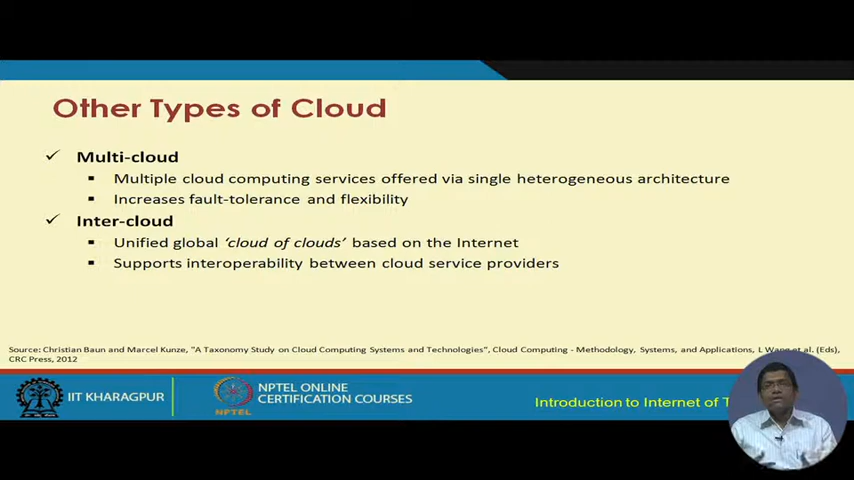 Other Types of Cloud
✓ Multi-cloud
▪ Multiple cloud computing services offered via single heterogeneous architecture
▪ Increases fault-tolerance and flexibility
✓ Inter-cloud
▪ Unified global 'cloud of clouds' based on the Internet
▪ Supports interoperability between cloud service providers
Source: Christian Baun and Marcel Kunze, "A Taxonomy Study on Cloud Computing Systems and Technologies", Cloud Computing - Methodology, Systems, and Applications, L Wang et al. (Eds),
CRC Press, 2012
IIT KHARAGPUR
NPTEL
NPTEL ONLINE
CERTIFICATION COURSES
Introduction to Internet of